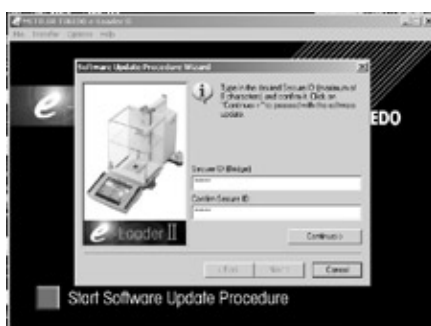 METTLER TOLEDO e-Loader II
File Transfer Options Help
Software Update Procedure Wizard
Type in the desired Secure ID (maximum of
8 characters) and confirm it. Click on
"Continue >" to proceed with the software
update.
EDO
e
Secure ID (Bridge)
Confirm Secure ID
e-Loader II
Continue >
< Back Next > Cancel
Start Software Update Procedure